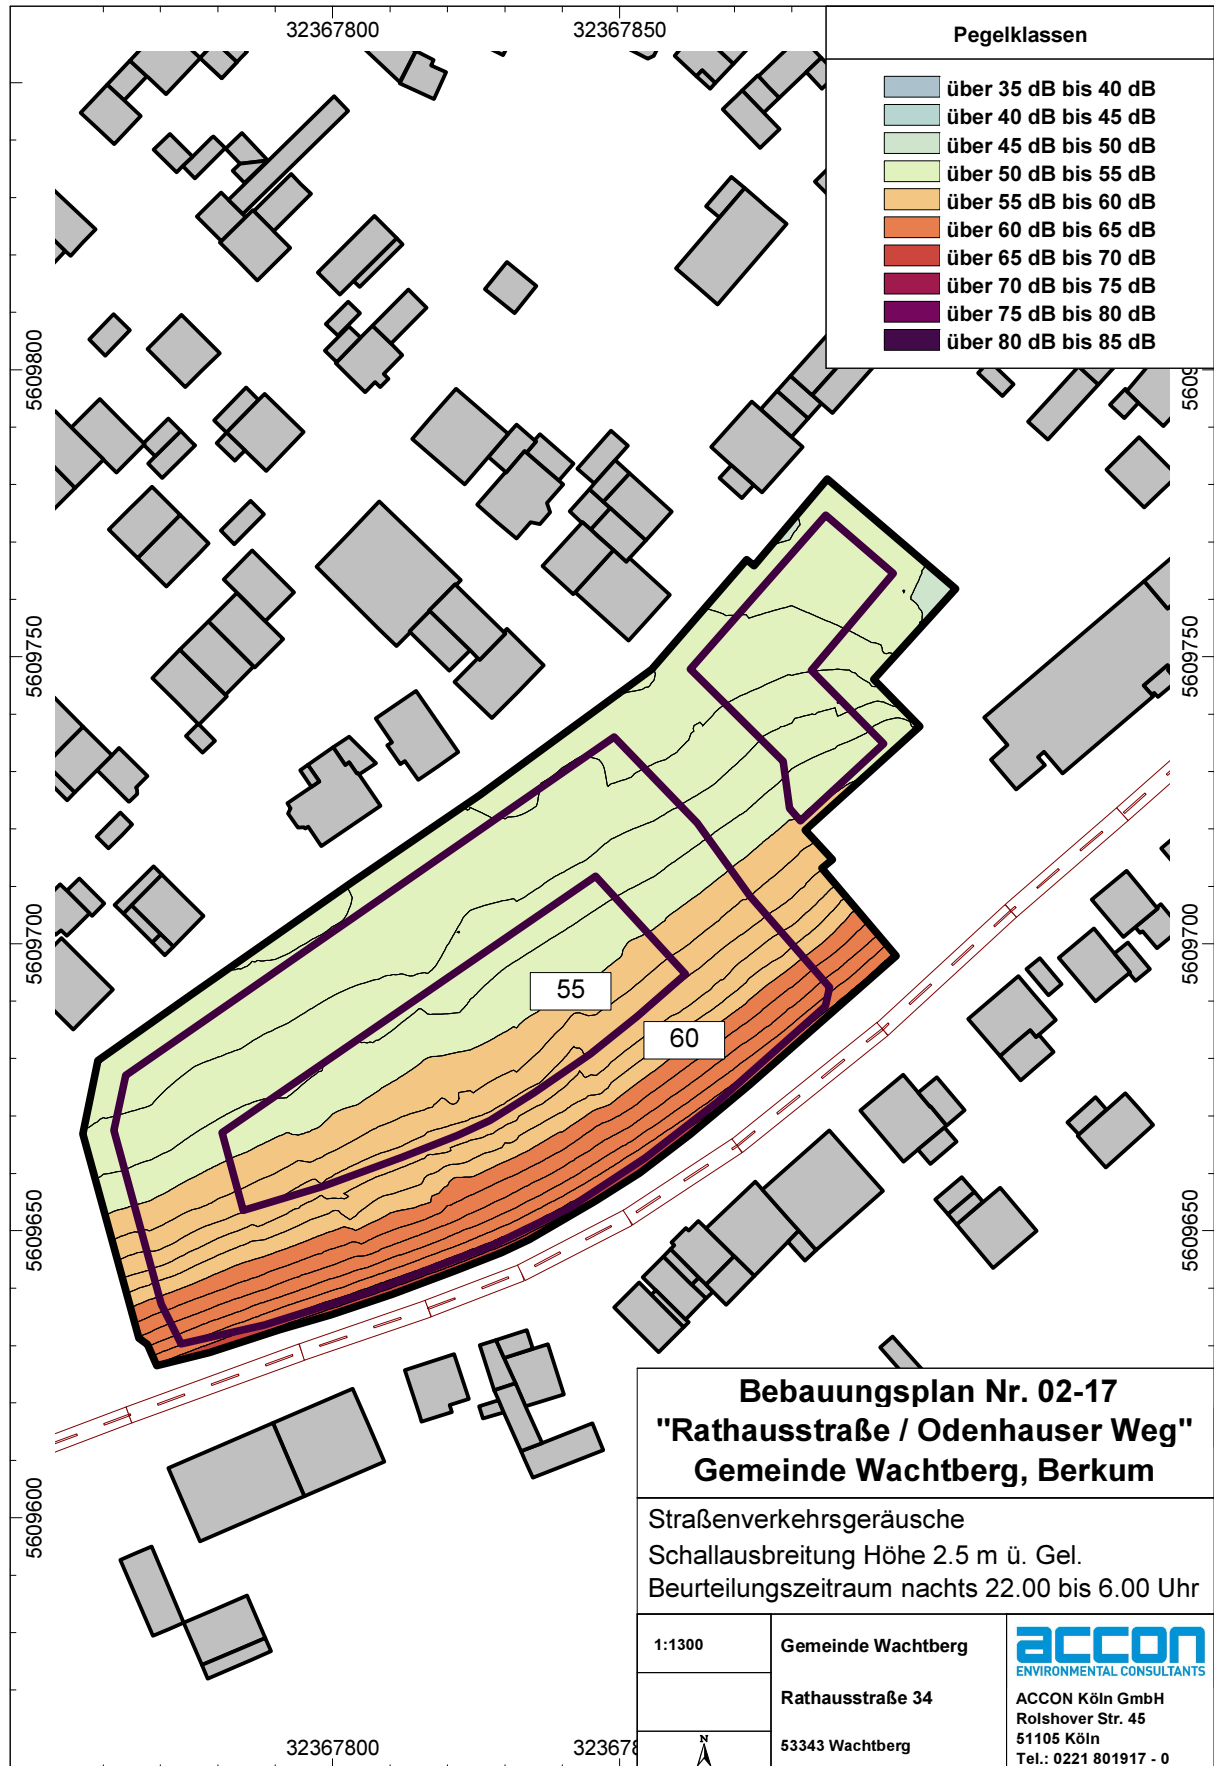 32367800
32367850
Pegelklassen
über 35 dB bis 40 dB
über 40 dB bis 45 dB
über 45 dB bis 50 dB
über 50 dB bis 55 dB
über 55 dB bis 60 dB
über 60 dB bis 65 dB
über 65 dB bis 70 dB
über 70 dB bis 75 dB
über 75 dB bis 80 dB
über 80 dB bis 85 dB
5609800
5609750
5609750
5609700
5609700
55
60
5609650
5609650
5609600
Bebauungsplan Nr. 02-17
"Rathausstraße / Odenhauser Weg"
Gemeinde Wachtberg, Berkum
Straßenverkehrsgeräusche
Schallausbreitung Höhe 2.5 m ü. Gel.
Beurteilungszeitraum nachts 22.00 bis 6.00 Uhr
1:1300
Gemeinde Wachtberg
Rathausstraße 34
53343 Wachtberg
N
accon
ENVIRONMENTAL CONSULTANTS
ACCON Köln GmbH
Rolshover Str. 45
51105 Köln
Tel.: 0221 801917 - 0
32367800